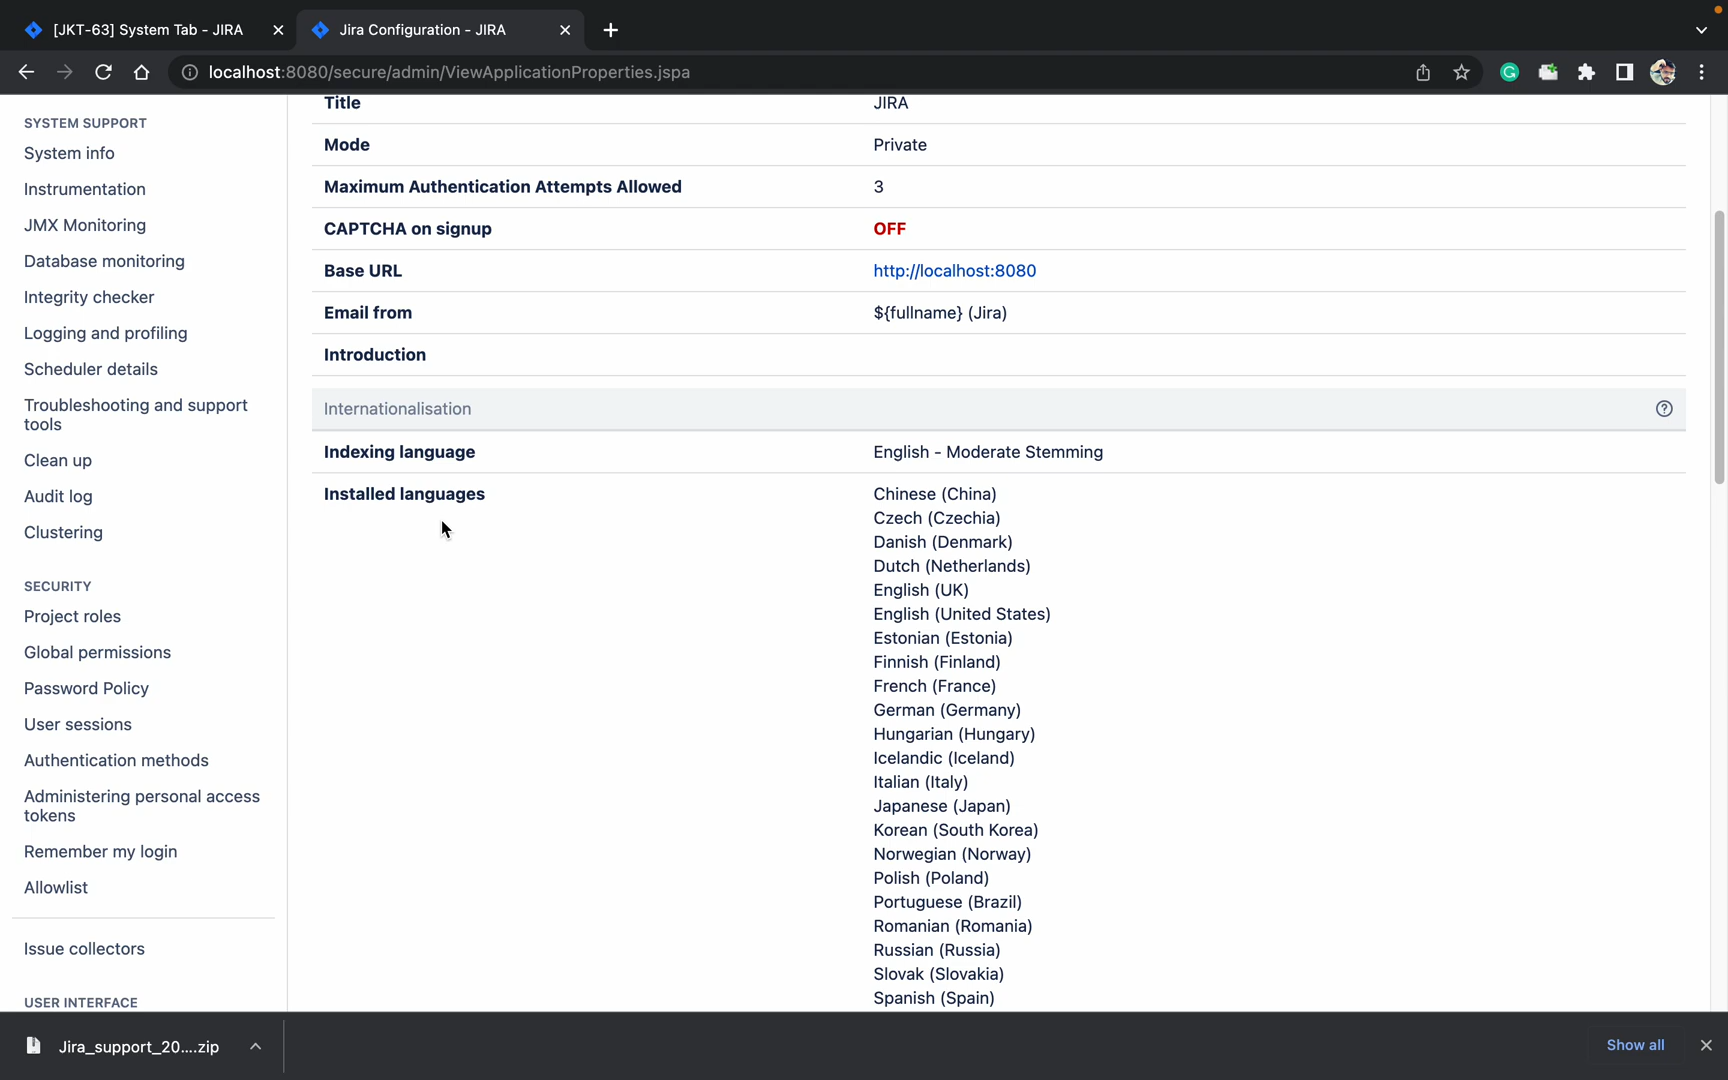 [JKT-63] System Tab - JIRA
Jira Configuration - JIRA
localhost:8080/secure/admin/ViewApplicationProperties.jspa
SYSTEM SUPPORT
System info
Instrumentation
JMX Monitoring
Database monitoring
Integrity checker
Logging and profiling
Scheduler details
Troubleshooting and support
tools
Clean up
Audit log
Clustering
SECURITY
Project roles
Global permissions
Password Policy
User sessions
Authentication methods
Administering personal access
tokens
Remember my login
Allowlist
Issue collectors
USER INTERFACE
Title JIRA
Mode Private
Maximum Authentication Attempts Allowed 3
CAPTCHA on signup OFF
Base URL http://localhost:8080
Email from ${fullname} (Jira)
Introduction
Internationalisation
Indexing language English - Moderate Stemming
Installed languages Chinese (China)
Czech (Czechia)
Danish (Denmark)
Dutch (Netherlands)
English (UK)
English (United States)
Estonian (Estonia)
Finnish (Finland)
French (France)
German (Germany)
Hungarian (Hungary)
Icelandic (Iceland)
Italian (Italy)
Japanese (Japan)
Korean (South Korea)
Norwegian (Norway)
Polish (Poland)
Portuguese (Brazil)
Romanian (Romania)
Russian (Russia)
Slovak (Slovakia)
Spanish (Spain)
Jira_support_20....zip
Show all